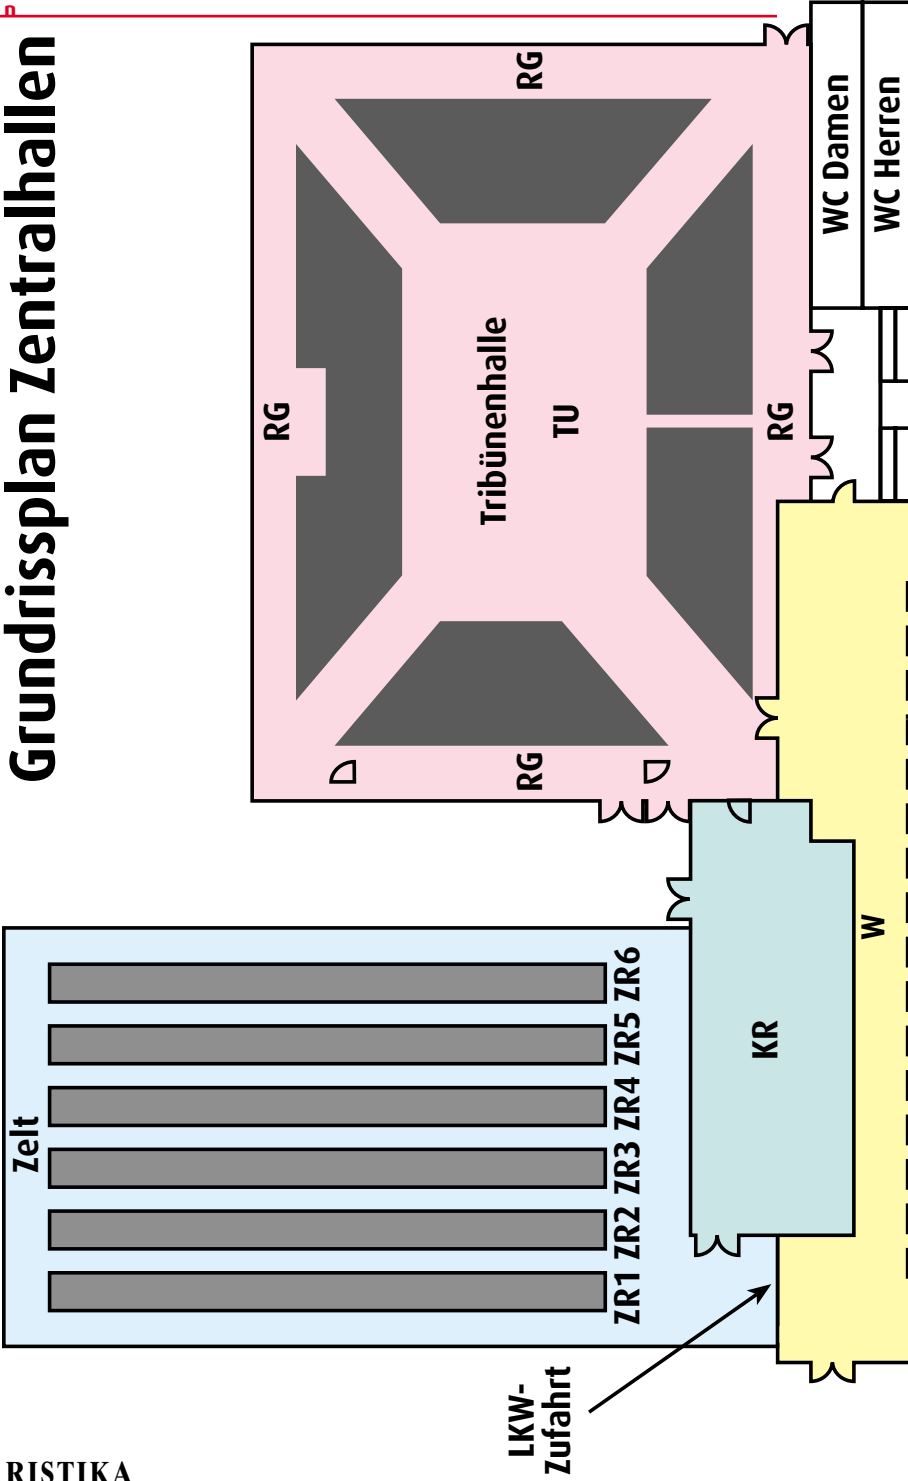 Grundrissplan Zentralhallen
Zelt
ZR1 ZR2 ZR3 ZR4 ZR5 ZR6
RG
RG
RG
RG
Tribünenhalle
TU
WC Damen
WC Herren
KR
W
LKW-
Zufahrt
RISTIKA
n